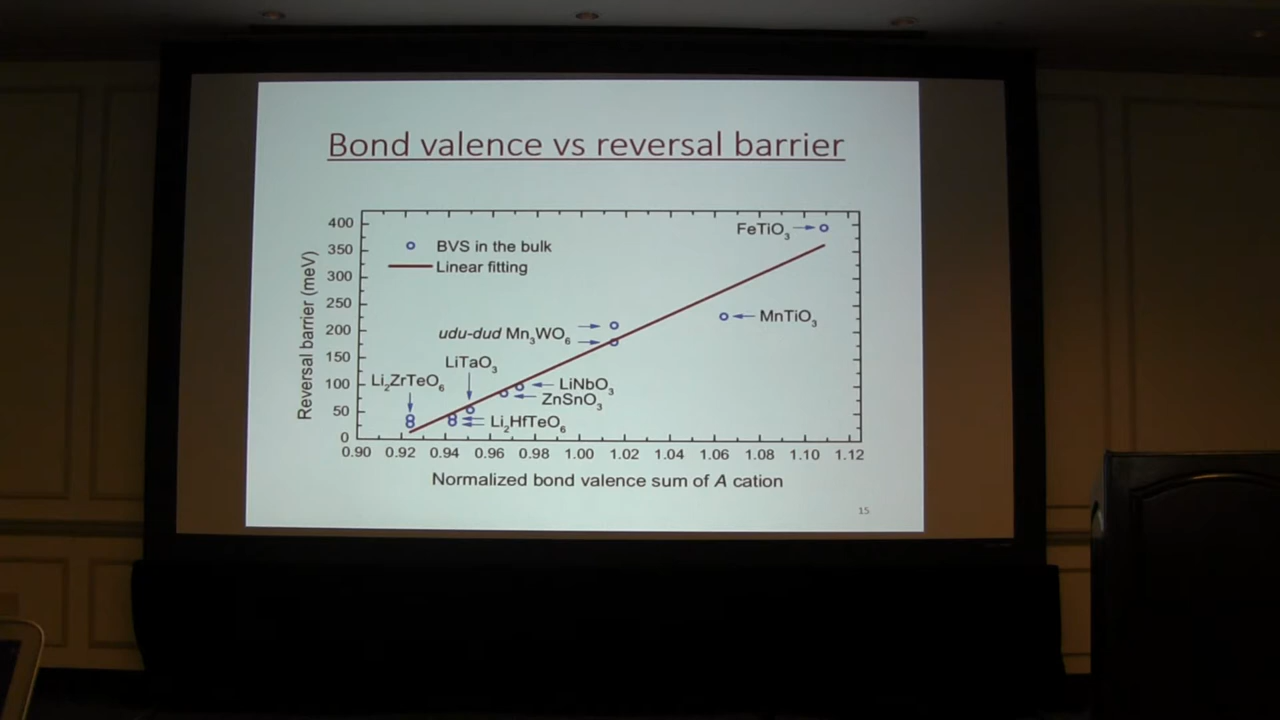 Bond valence vs reversal barrier
Reversal barrier (meV)
400
350
300
250
200
150
100
50
0
BVS in the bulk
Linear fitting
FeTiO₃
MnTiO₃
udu-dud Mn₃WO₆
LiTaO₃
Li₂ZrTeO₆
LiNbO₃
ZnSnO₃
Li₂HfTeO₆
0.90 0.92 0.94 0.96 0.98 1.00 1.02 1.04 1.06 1.08 1.10 1.12
Normalized bond valence sum of A cation
15